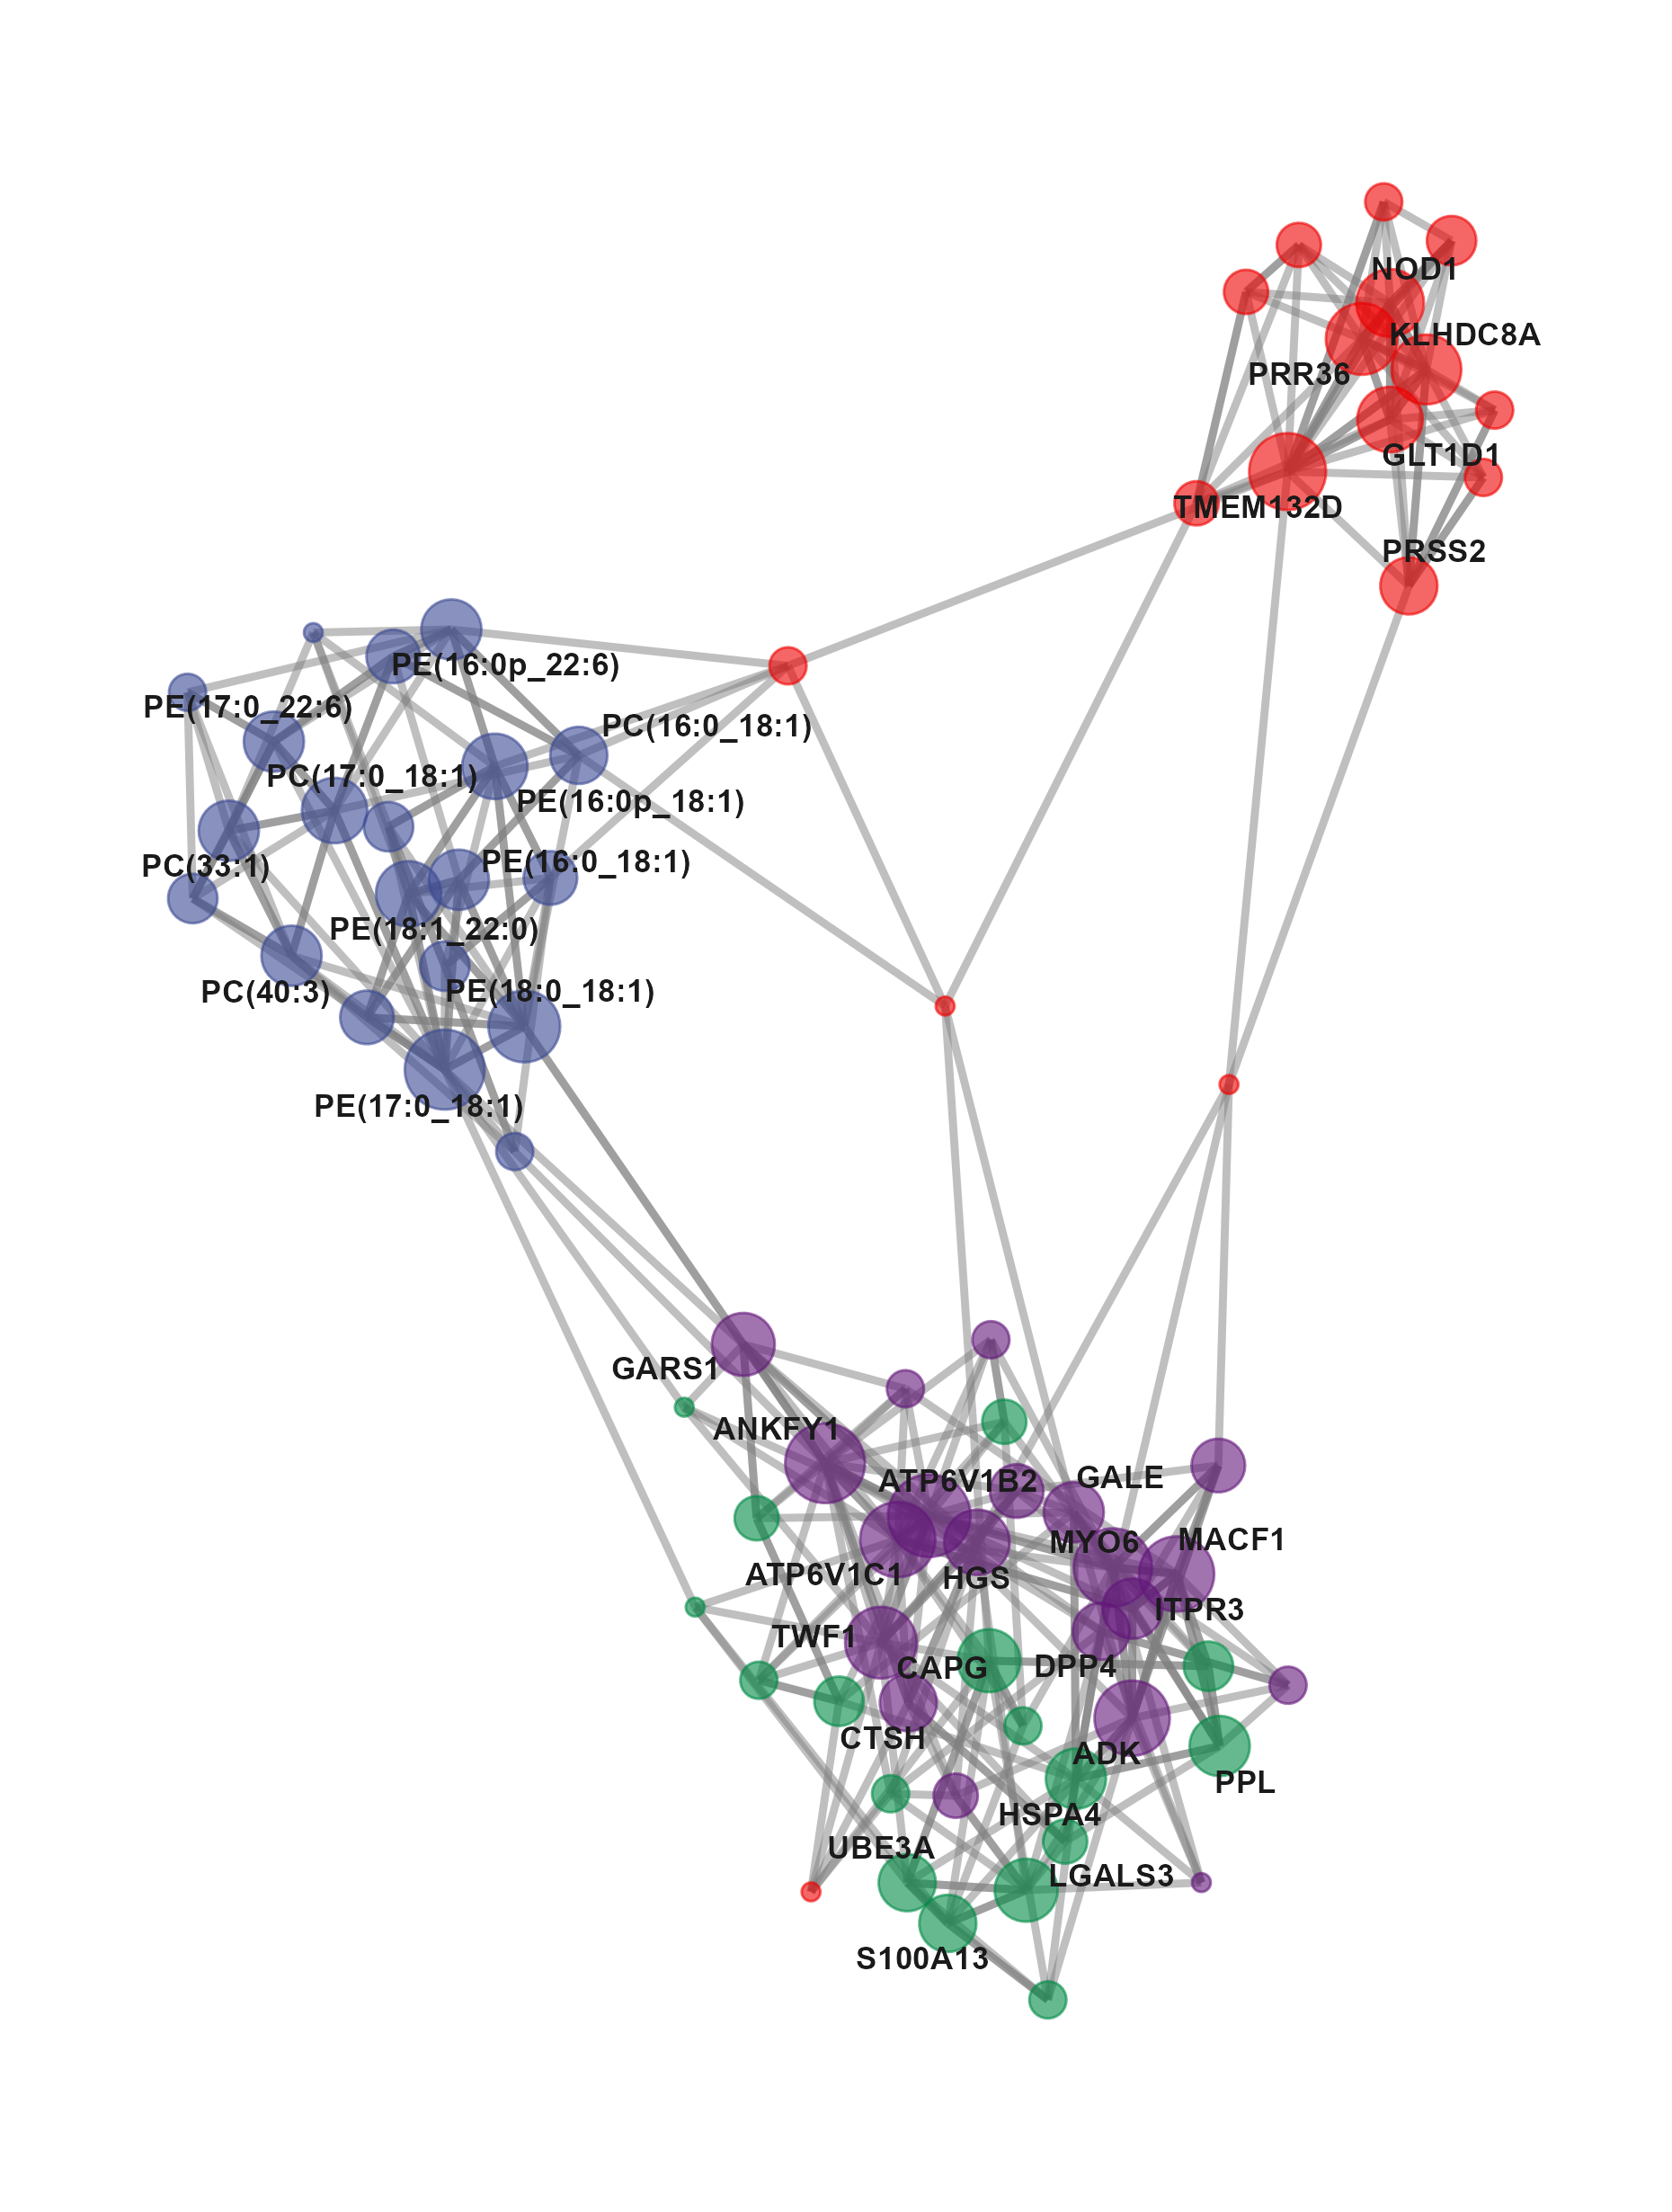 NOD1
KLHDC8A
PRR36
GLT1D1
TMEM132D
PRSS2
PE(16:0p_22:6)
PE(17:0_22:6)
PC(16:0_18:1)
PC(17:0_18:1)
PE(16:0p_18:1)
PC(33:1)
PE(16:0_18:1)
PE(18:1_22:0)
PC(40:3)
PE(18:0_18:1)
PE(17:0_18:1)
GARS1
ANKFY1
ATP6V1B2
GALE
MYO6
MACF1
ATP6V1C1
HGS
ITPR3
TWF1
CAPG
DPP4
CTSH
ADK
PPL
HSPA4
UBE3A
LGALS3
S100A13